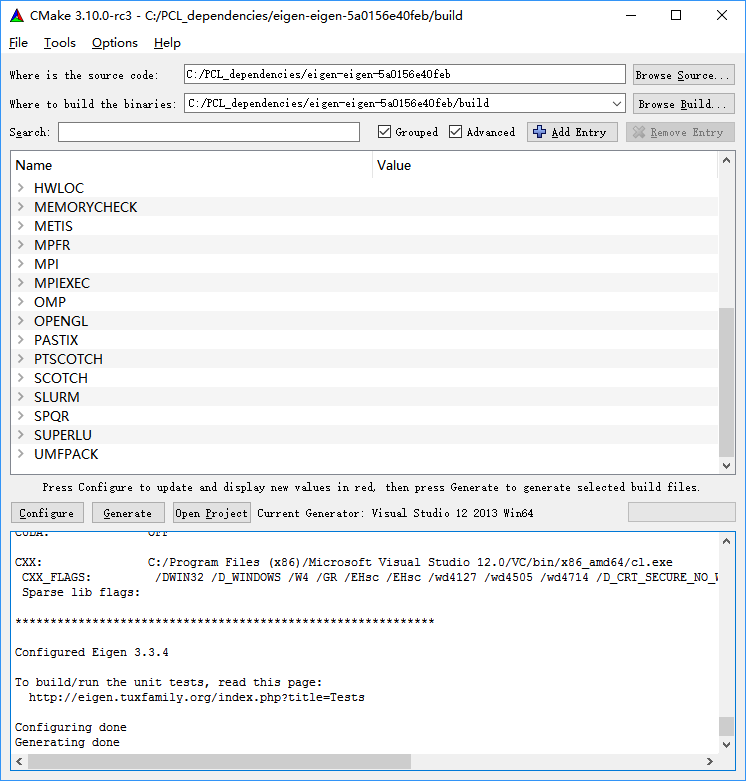 CMake 3.10.0-rc3 - C:/PCL_dependencies/eigen-eigen-5a0156e40feb/build
File Tools Options Help
Where is the source code: C:/PCL_dependencies/eigen-eigen-5a0156e40feb Browse Source...
Where to build the binaries: C:/PCL_dependencies/eigen-eigen-5a0156e40feb/build Browse Build...
Search: Grouped Advanced Add Entry Remove Entry
Name Value
HWLOC
MEMORYCHECK
METIS
MPFR
MPI
MPIEXEC
OMP
OPENGL
PASTIX
PTSCOTCH
SCOTCH
SLURM
SPQR
SUPERLU
UMFPACK
Press Configure to update and display new values in red, then press Generate to generate selected build files.
Configure Generate Open Project Current Generator: Visual Studio 12 2013 Win64
CUDA: OFF
CXX: C:/Program Files (x86)/Microsoft Visual Studio 12.0/VC/bin/x86_amd64/cl.exe
CXX_FLAGS: /DWIN32 /D_WINDOWS /W4 /GR /EHsc /EHsc /wd4127 /wd4505 /wd4714 /D_CRT_SECURE_NO_W
Sparse lib flags:
************************************************************
Configured Eigen 3.3.4
To build/run the unit tests, read this page:
http://eigen.tuxfamily.org/index.php?title=Tests
Configuring done
Generating done